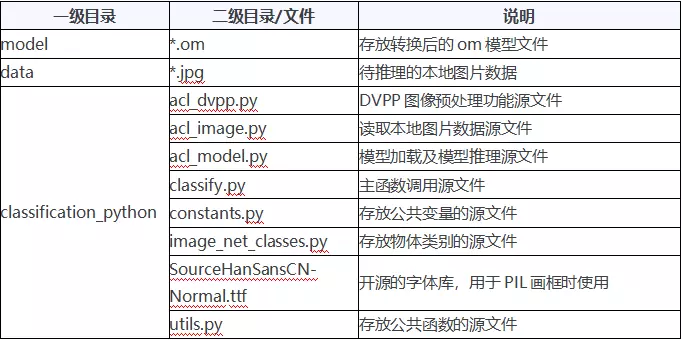 一级目录 二级目录/文件 说明
model *.om 存放转换后的 om 模型文件
data *.jpg 待推理的本地图片数据
acl_dvpp.py DVPP 图像预处理功能源文件
acl_image.py 读取本地图片数据源文件
acl_model.py 模型加载及模型推理源文件
classify.py 主函数调用源文件
classification_python constants.py 存放公共变量的源文件
image_net_classes.py 存放物体类别的源文件
SourceHanSansCN-
Normal.ttf 开源的字体库，用于 PIL 画框时使用
utils.py 存放公共函数的源文件